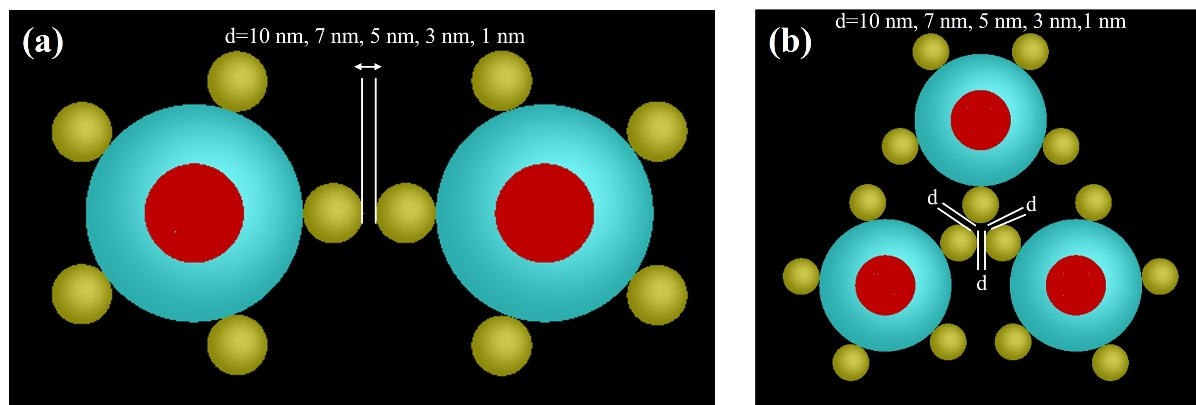 (a)
d=10 nm, 7 nm, 5 nm, 3 nm, 1 nm
(b)
d=10 nm, 7 nm, 5 nm, 3 nm,1 nm
d
d
d